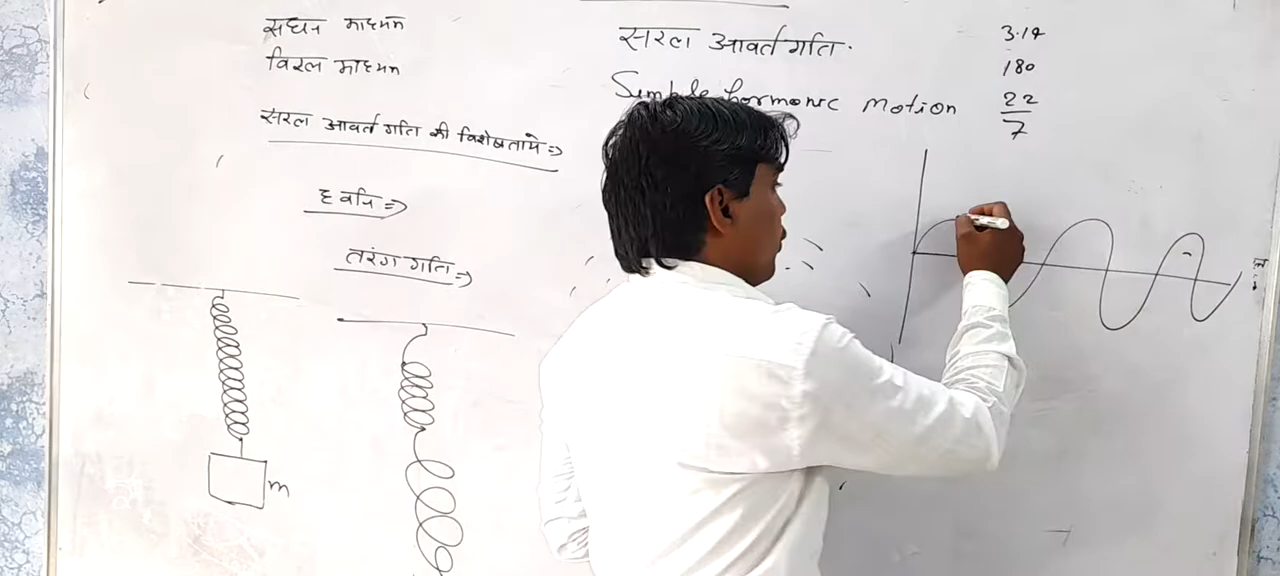 सघन माध्यम
विरल माध्यम
सरल आवर्त गति की विशेषतायें =>
ध्वनि =>
तरंग गति =>
m
सरल आवर्त गति.
Simple hormonic Motion
3.14
180
22
7